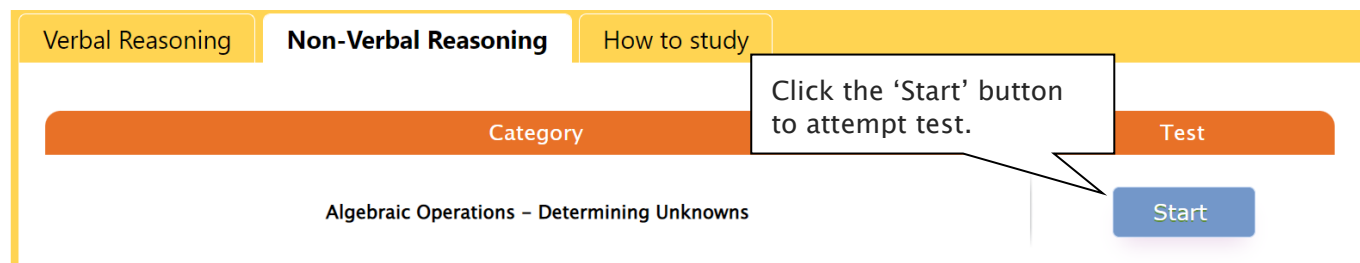 Verbal Reasoning Non-Verbal Reasoning How to study
Click the ‘Start’ button
to attempt test.
Category Test
Algebraic Operations – Determining Unknowns Start